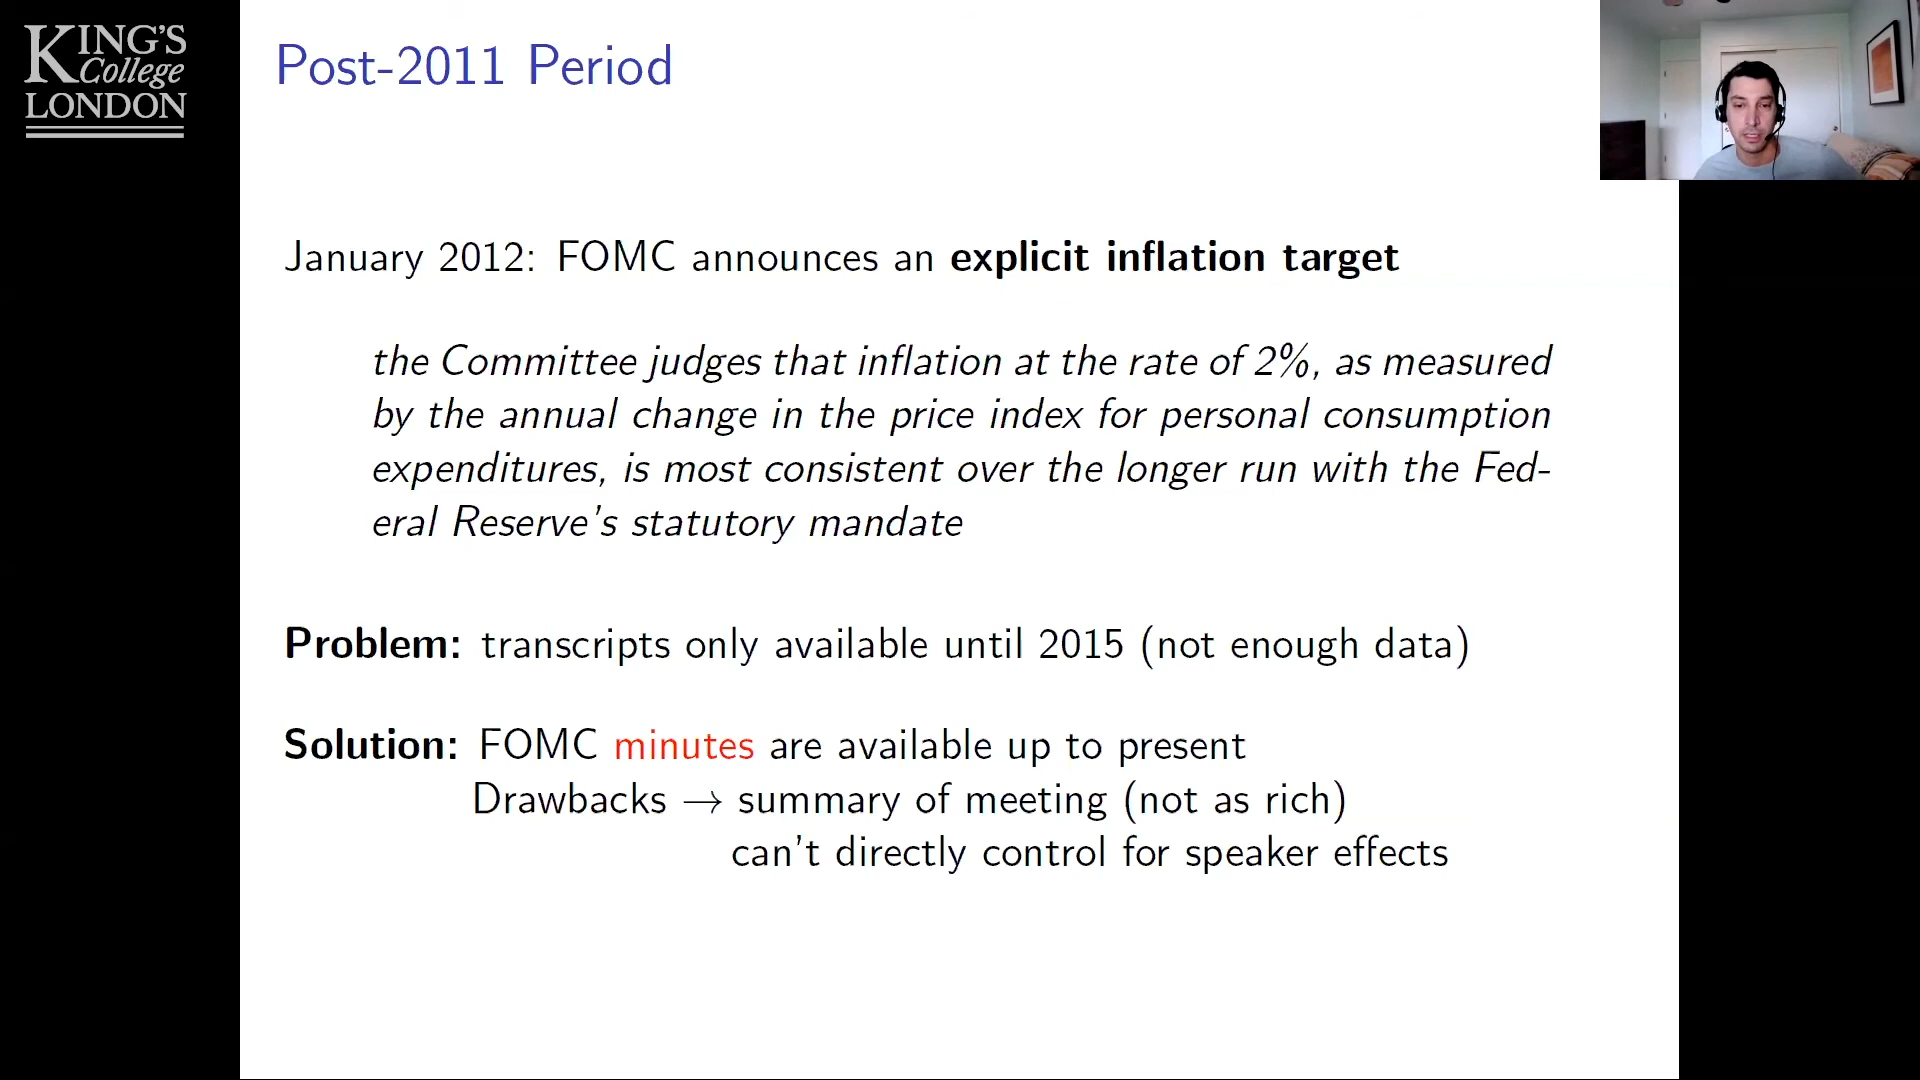 KING'S
College
LONDON
Post-2011 Period
January 2012: FOMC announces an explicit inflation target
the Committee judges that inflation at the rate of 2%, as measured
by the annual change in the price index for personal consumption
expenditures, is most consistent over the longer run with the Fed-
eral Reserve's statutory mandate
Problem: transcripts only available until 2015 (not enough data)
Solution: FOMC minutes are available up to present
Drawbacks → summary of meeting (not as rich)
can't directly control for speaker effects